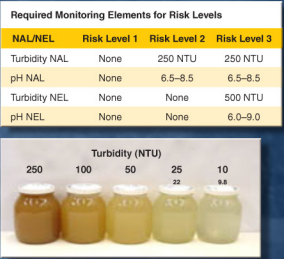 Required Monitoring Elements for Risk Levels
NAL/NEL Risk Level 1 Risk Level 2 Risk Level 3
Turbidity NAL None 250 NTU 250 NTU
pH NAL None 6.5–8.5 6.5–8.5
Turbidity NEL None None 500 NTU
pH NEL None None 6.0–9.0
Turbidity (NTU)
250 100 50 25 10
22 9.8